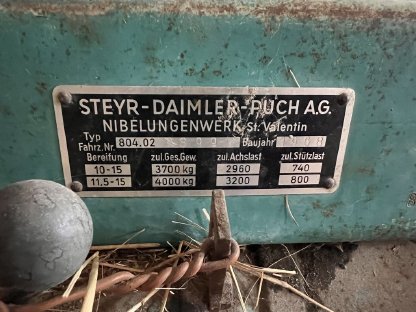 STEYR-DAIMLER-PUCH A.G.
NIBELUNGENWERK, St. Valentin
Typ
Fahrz. Nr. 804.02 Baujahr
Bereifung zul. Ges. Gew. zul. Achslast zul. Stützlast
10-15 3700 kg 2960 740
11,5-15 4000 kg 3200 800